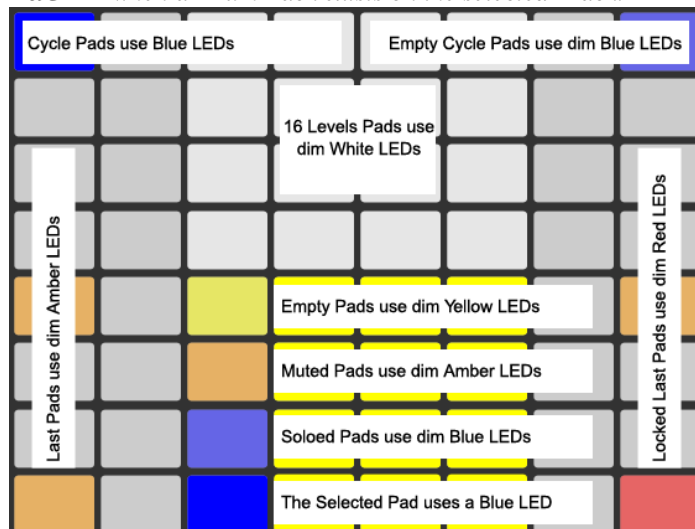 Cycle Pads use Blue LEDs
Empty Cycle Pads use dim Blue LEDs
16 Levels Pads use
dim White LEDs
Last Pads use dim Amber LEDs
Locked Last Pads use dim Red LEDs
Empty Pads use dim Yellow LEDs
Muted Pads use dim Amber LEDs
Soloed Pads use dim Blue LEDs
The Selected Pad uses a Blue LED